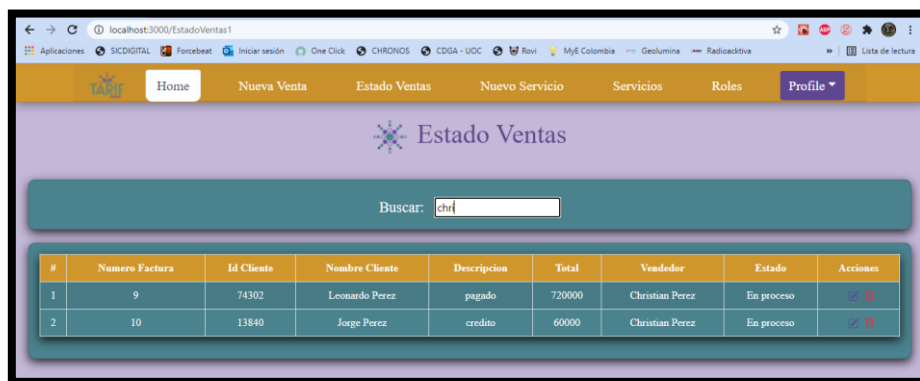 localhost:3000/EstadoVentas1
Aplicaciones SICDIGITAL Forcebeat Iniciar sesión One Click CHRONOS CDGA - UOC Rovi MyE Colombia Geolumina Radioacktiva » Lista de lectura
TARIF Home Nueva Venta Estado Ventas Nuevo Servicio Servicios Roles Profile
Estado Ventas
Buscar: chri
# Numero Factura Id Cliente Nombre Cliente Descripcion Total Vendedor Estado Acciones
1 9 74302 Leonardo Perez pagado 720000 Christian Perez En proceso
2 10 13840 Jorge Perez credito 60000 Christian Perez En proceso